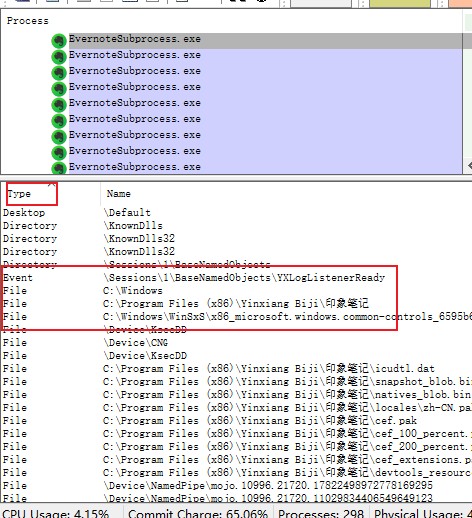 Process
EvernoteSubprocess.exe
EvernoteSubprocess.exe
EvernoteSubprocess.exe
EvernoteSubprocess.exe
EvernoteSubprocess.exe
EvernoteSubprocess.exe
EvernoteSubprocess.exe
EvernoteSubprocess.exe
EvernoteSubprocess.exe
Type Name
Desktop \Default
Directory \KnownDlls
Directory \KnownDlls32
Directory \KnownDlls32
Directory \Sessions\1\BaseNamedObjects
Event \Sessions\1\BaseNamedObjects\YXLogListenerReady
File C:\Windows
File C:\Program Files (x86)\Yinxiang Biji\印象笔记
File C:\Windows\WinSxS\x86_microsoft.windows.common-controls_6595b6
File \Device\KsecDD
File \Device\CNG
File \Device\KsecDD
File C:\Program Files (x86)\Yinxiang Biji\印象笔记\icudtl.dat
File C:\Program Files (x86)\Yinxiang Biji\印象笔记\snapshot_blob.bi
File C:\Program Files (x86)\Yinxiang Biji\印象笔记\natives_blob.bin
File C:\Program Files (x86)\Yinxiang Biji\印象笔记\locales\zh-CN.pa
File C:\Program Files (x86)\Yinxiang Biji\印象笔记\cef.pak
File C:\Program Files (x86)\Yinxiang Biji\印象笔记\cef_100_percent.p
File C:\Program Files (x86)\Yinxiang Biji\印象笔记\cef_200_percent.p
File C:\Program Files (x86)\Yinxiang Biji\印象笔记\cef_extensions.pa
File C:\Program Files (x86)\Yinxiang Biji\印象笔记\devtools_resourc
File \Device\NamedPipe\mojo.10996.21720.17822498972778169295
File \Device\NamedPipe\mojo.10996.21720.11029834406549649123
CPU Usage: 4.15% Commit Charge: 65.06% Processes: 298 Physical Usage: 4